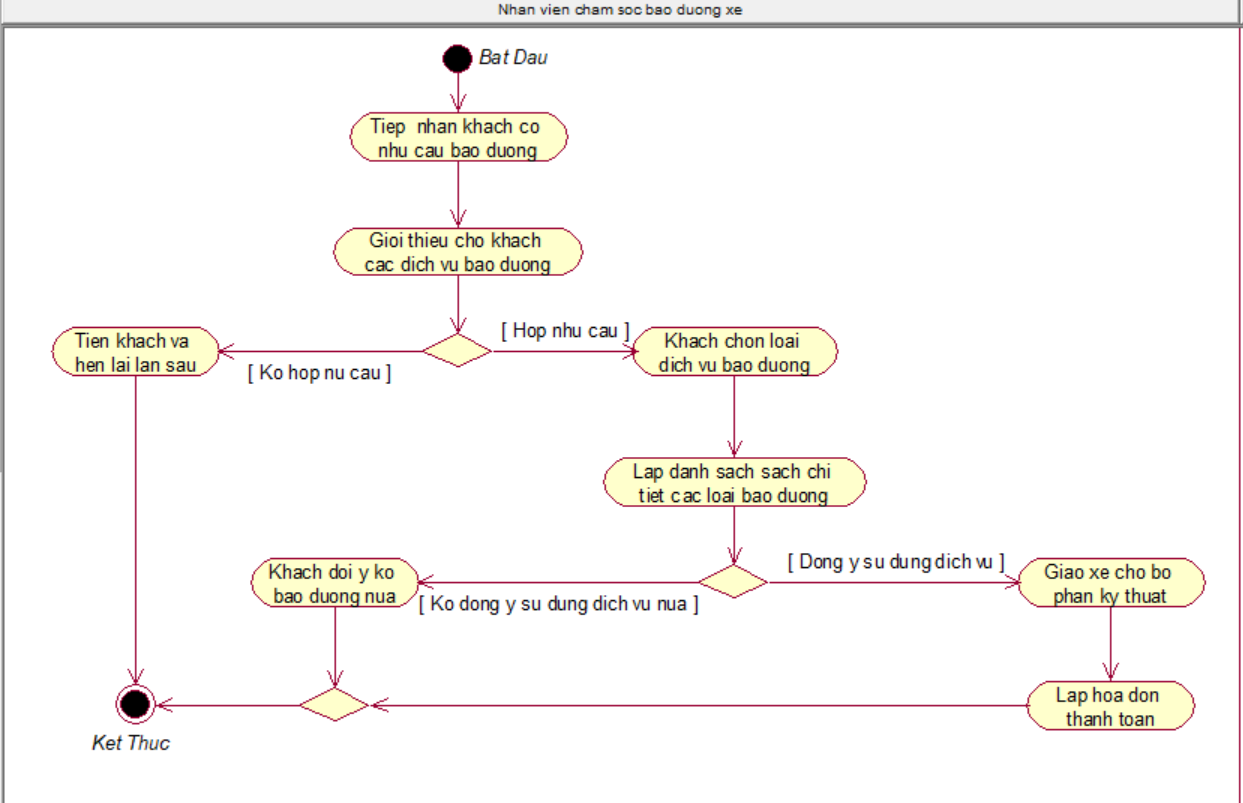 Nhan vien cham soc bao duong xe
Bat Dau
Tiep nhan khach co
nhu cau bao duong
Gioi thieu cho khach
cac dich vu bao duong
[ Hop nhu cau ]
Tien khach va
hen lai lan sau
Khach chon loai
dich vu bao duong
[ Ko hop nu cau ]
Lap danh sach sach chi
tiet cac loai bao duong
[ Dong y su dung dich vu ]
Khach doi y ko
bao duong nua
Giao xe cho bo
phan ky thuat
[ Ko dong y su dung dich vu nua ]
Lap hoa don
thanh toan
Ket Thuc